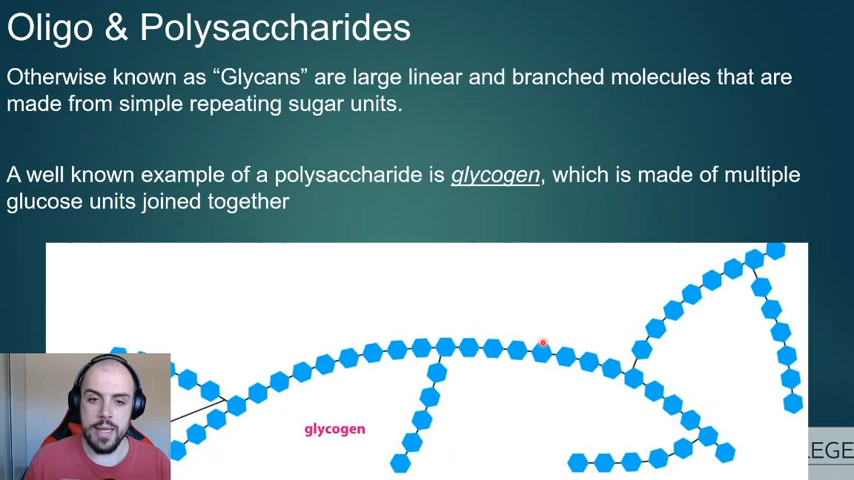 Oligo & Polysaccharides
Otherwise known as “Glycans” are large linear and branched molecules that are
made from simple repeating sugar units.
A well known example of a polysaccharide is glycogen, which is made of multiple
glucose units joined together
glycogen
LEGE